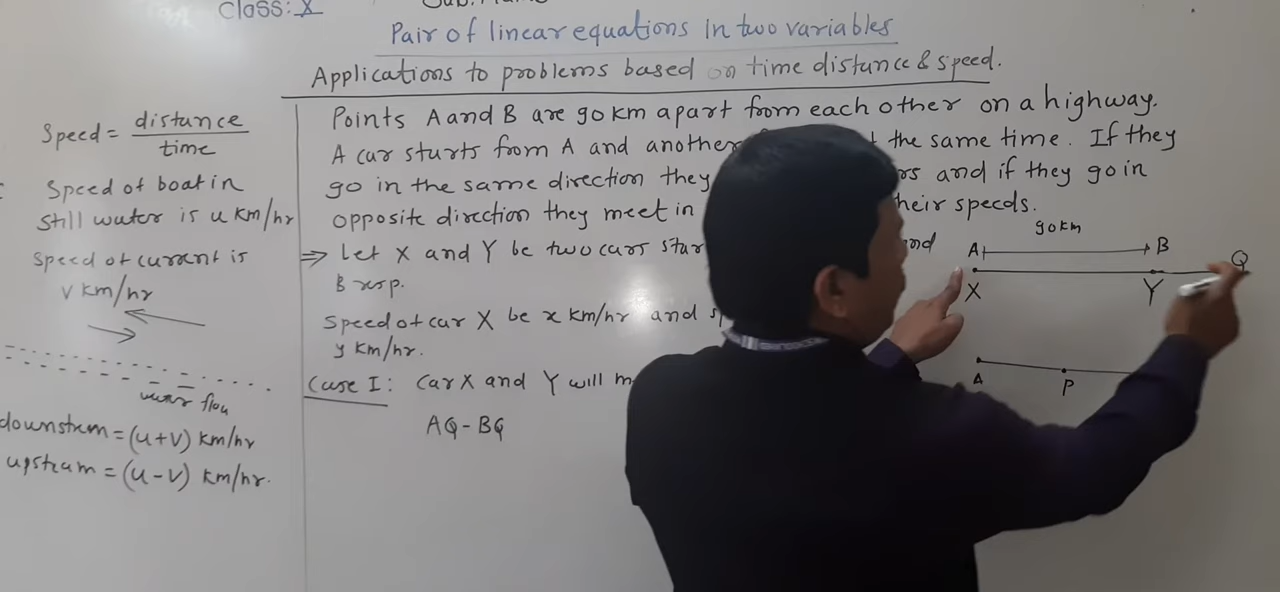 Class: X
Pair of linear equations in two variables
Applications to problems based on time distance & speed.
Speed = distance / time
Speed of boat in
still water is u km/hr
Speed of curant is
v km/hr
water flow
downstrem = (u+v) km/hr
upstream = (u-v) km/hr.
Points A and B are 90 km apart from each other on a highway.
A car starts from A and another the same time. If they
go in the same direction they and if they go in
opposite direction they meet in their speeds.
⇒ Let X and Y be two cars and
B resp.
Speed of car X be x km/hr and
y km/hr.
Case I: Car X and Y will
AQ - BQ
90km
A B Q
X Y
A P